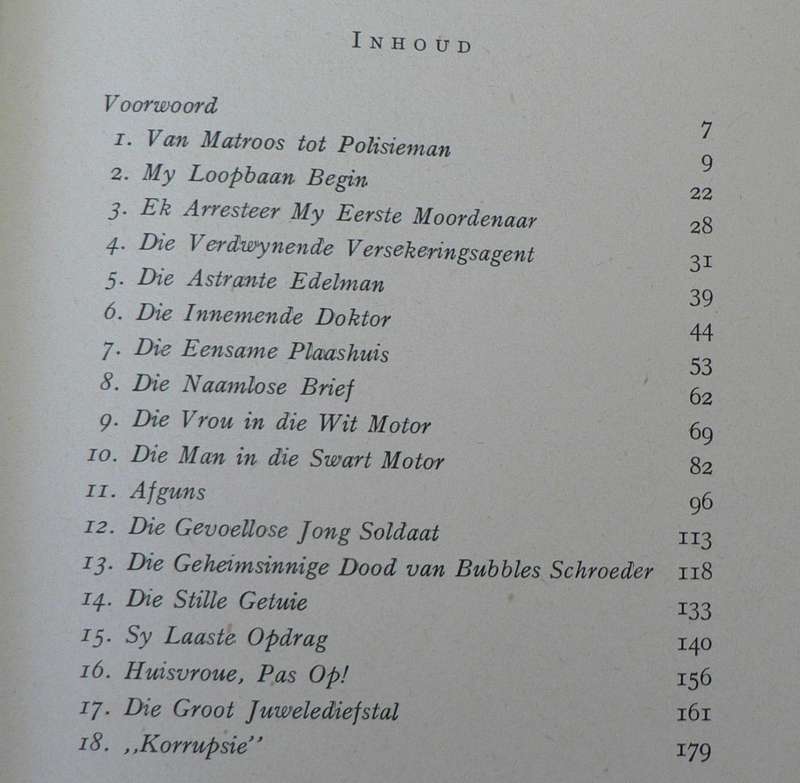 INHOUD
Voorwoord 7
1. Van Matroos tot Polisieman 9
2. My Loopbaan Begin 22
3. Ek Arresteer My Eerste Moordenaar 28
4. Die Verdwynende Versekeringsagent 31
5. Die Astrante Edelman 39
6. Die Innemende Doktor 44
7. Die Eensame Plaashuis 53
8. Die Naamlose Brief 62
9. Die Vrou in die Wit Motor 69
10. Die Man in die Swart Motor 82
11. Afguns 96
12. Die Gevoellose Jong Soldaat 113
13. Die Geheimsinnige Dood van Bubbles Schroeder 118
14. Die Stille Getuie 133
15. Sy Laaste Opdrag 140
16. Huisvroue, Pas Op! 156
17. Die Groot Juwelediefstal 161
18. ,,Korrupsie” 179